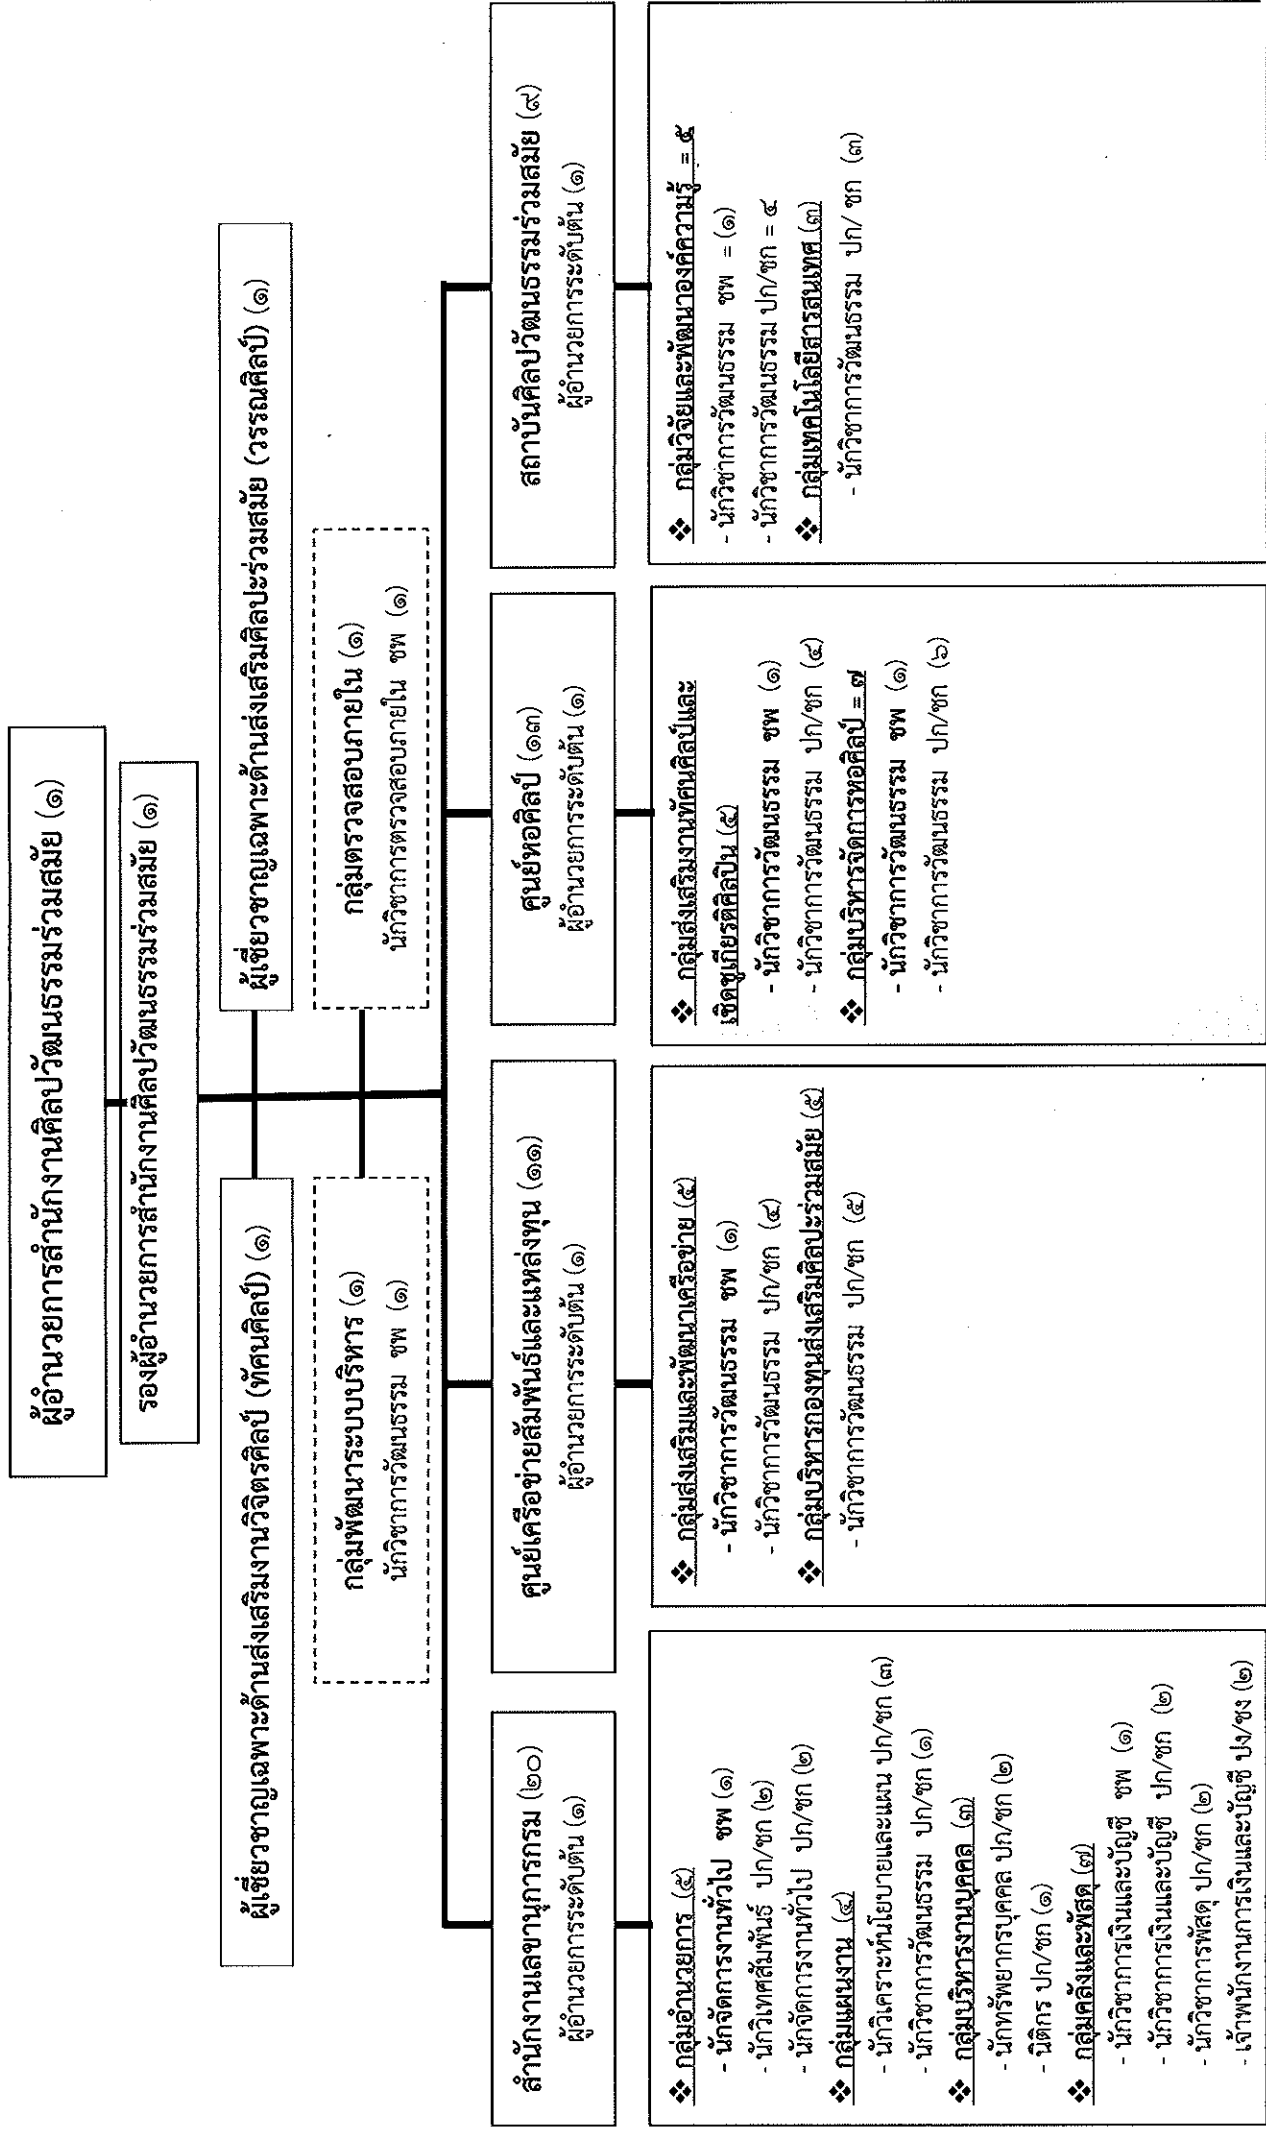 ผู้อำนวยการสำนักงานศิลปวัฒนธรรมร่วมสมัย (๑)
รองผู้อำนวยการสำนักงานศิลปวัฒนธรรมร่วมสมัย (๑)
ผู้เชี่ยวชาญเฉพาะด้านส่งเสริมงานวิจิตรศิลป์ (ทัศนศิลป์) (๑)
ผู้เชี่ยวชาญเฉพาะด้านส่งเสริมศิลปะร่วมสมัย (วรรณศิลป์) (๑)
กลุ่มพัฒนาระบบบริหาร (๑)
นักวิชาการวัฒนธรรม ชพ (๑)
กลุ่มตรวจสอบภายใน (๑)
นักวิชาการตรวจสอบภายใน ชพ (๑)
สำนักงานเลขานุการกรม (๒๐)
ผู้อำนวยการระดับต้น (๑)
❖ กลุ่มอำนวยการ (๕)
- นักจัดการงานทั่วไป ชพ (๑)
- นักวิเทศสัมพันธ์ ปก/ชก (๒)
- นักจัดการงานทั่วไป ปก/ชก (๒)
❖ กลุ่มแผนงาน (๔)
- นักวิเคราะห์นโยบายและแผน ปก/ชก (๓)
- นักวิชาการวัฒนธรรม ปก/ชก (๑)
❖ กลุ่มบริหารงานบุคคล (๓)
- นักทรัพยากรบุคคล ปก/ชก (๒)
- นิติกร ปก/ชก (๑)
❖ กลุ่มคลังและพัสดุ (๗)
- นักวิชาการเงินและบัญชี ชพ (๑)
- นักวิชาการเงินและบัญชี ปก/ชก (๒)
- นักวิชาการพัสดุ ปก/ชก (๒)
- เจ้าพนักงานการเงินและบัญชี ปง/ชง (๒)
ศูนย์เครือข่ายสัมพันธ์และแหล่งทุน (๑๑)
ผู้อำนวยการระดับต้น (๑)
❖ กลุ่มส่งเสริมและพัฒนาเครือข่าย (๕)
- นักวิชาการวัฒนธรรม ชพ (๑)
- นักวิชาการวัฒนธรรม ปก/ชก (๔)
❖ กลุ่มบริหารกองทุนส่งเสริมศิลปะร่วมสมัย (๕)
- นักวิชาการวัฒนธรรม ปก/ชก (๕)
ศูนย์หอศิลป์ (๑๓)
ผู้อำนวยการระดับต้น (๑)
❖ กลุ่มส่งเสริมงานทัศนศิลป์และ
เชิดชูเกียรติศิลปิน (๕)
- นักวิชาการวัฒนธรรม ชพ (๑)
- นักวิชาการวัฒนธรรม ปก/ชก (๔)
❖ กลุ่มบริหารจัดการหอศิลป์ = ๗
- นักวิชาการวัฒนธรรม ชพ (๑)
- นักวิชาการวัฒนธรรม ปก/ชก (๖)
สถาบันศิลปวัฒนธรรมร่วมสมัย (๙)
ผู้อำนวยการระดับต้น (๑)
❖ กลุ่มวิจัยและพัฒนาองค์ความรู้ = ๕
- นักวิชาการวัฒนธรรม ชพ = (๑)
- นักวิชาการวัฒนธรรม ปก/ชก = ๔
❖ กลุ่มเทคโนโลยีสารสนเทศ (๓)
- นักวิชาการวัฒนธรรม ปก/ ชก (๓)